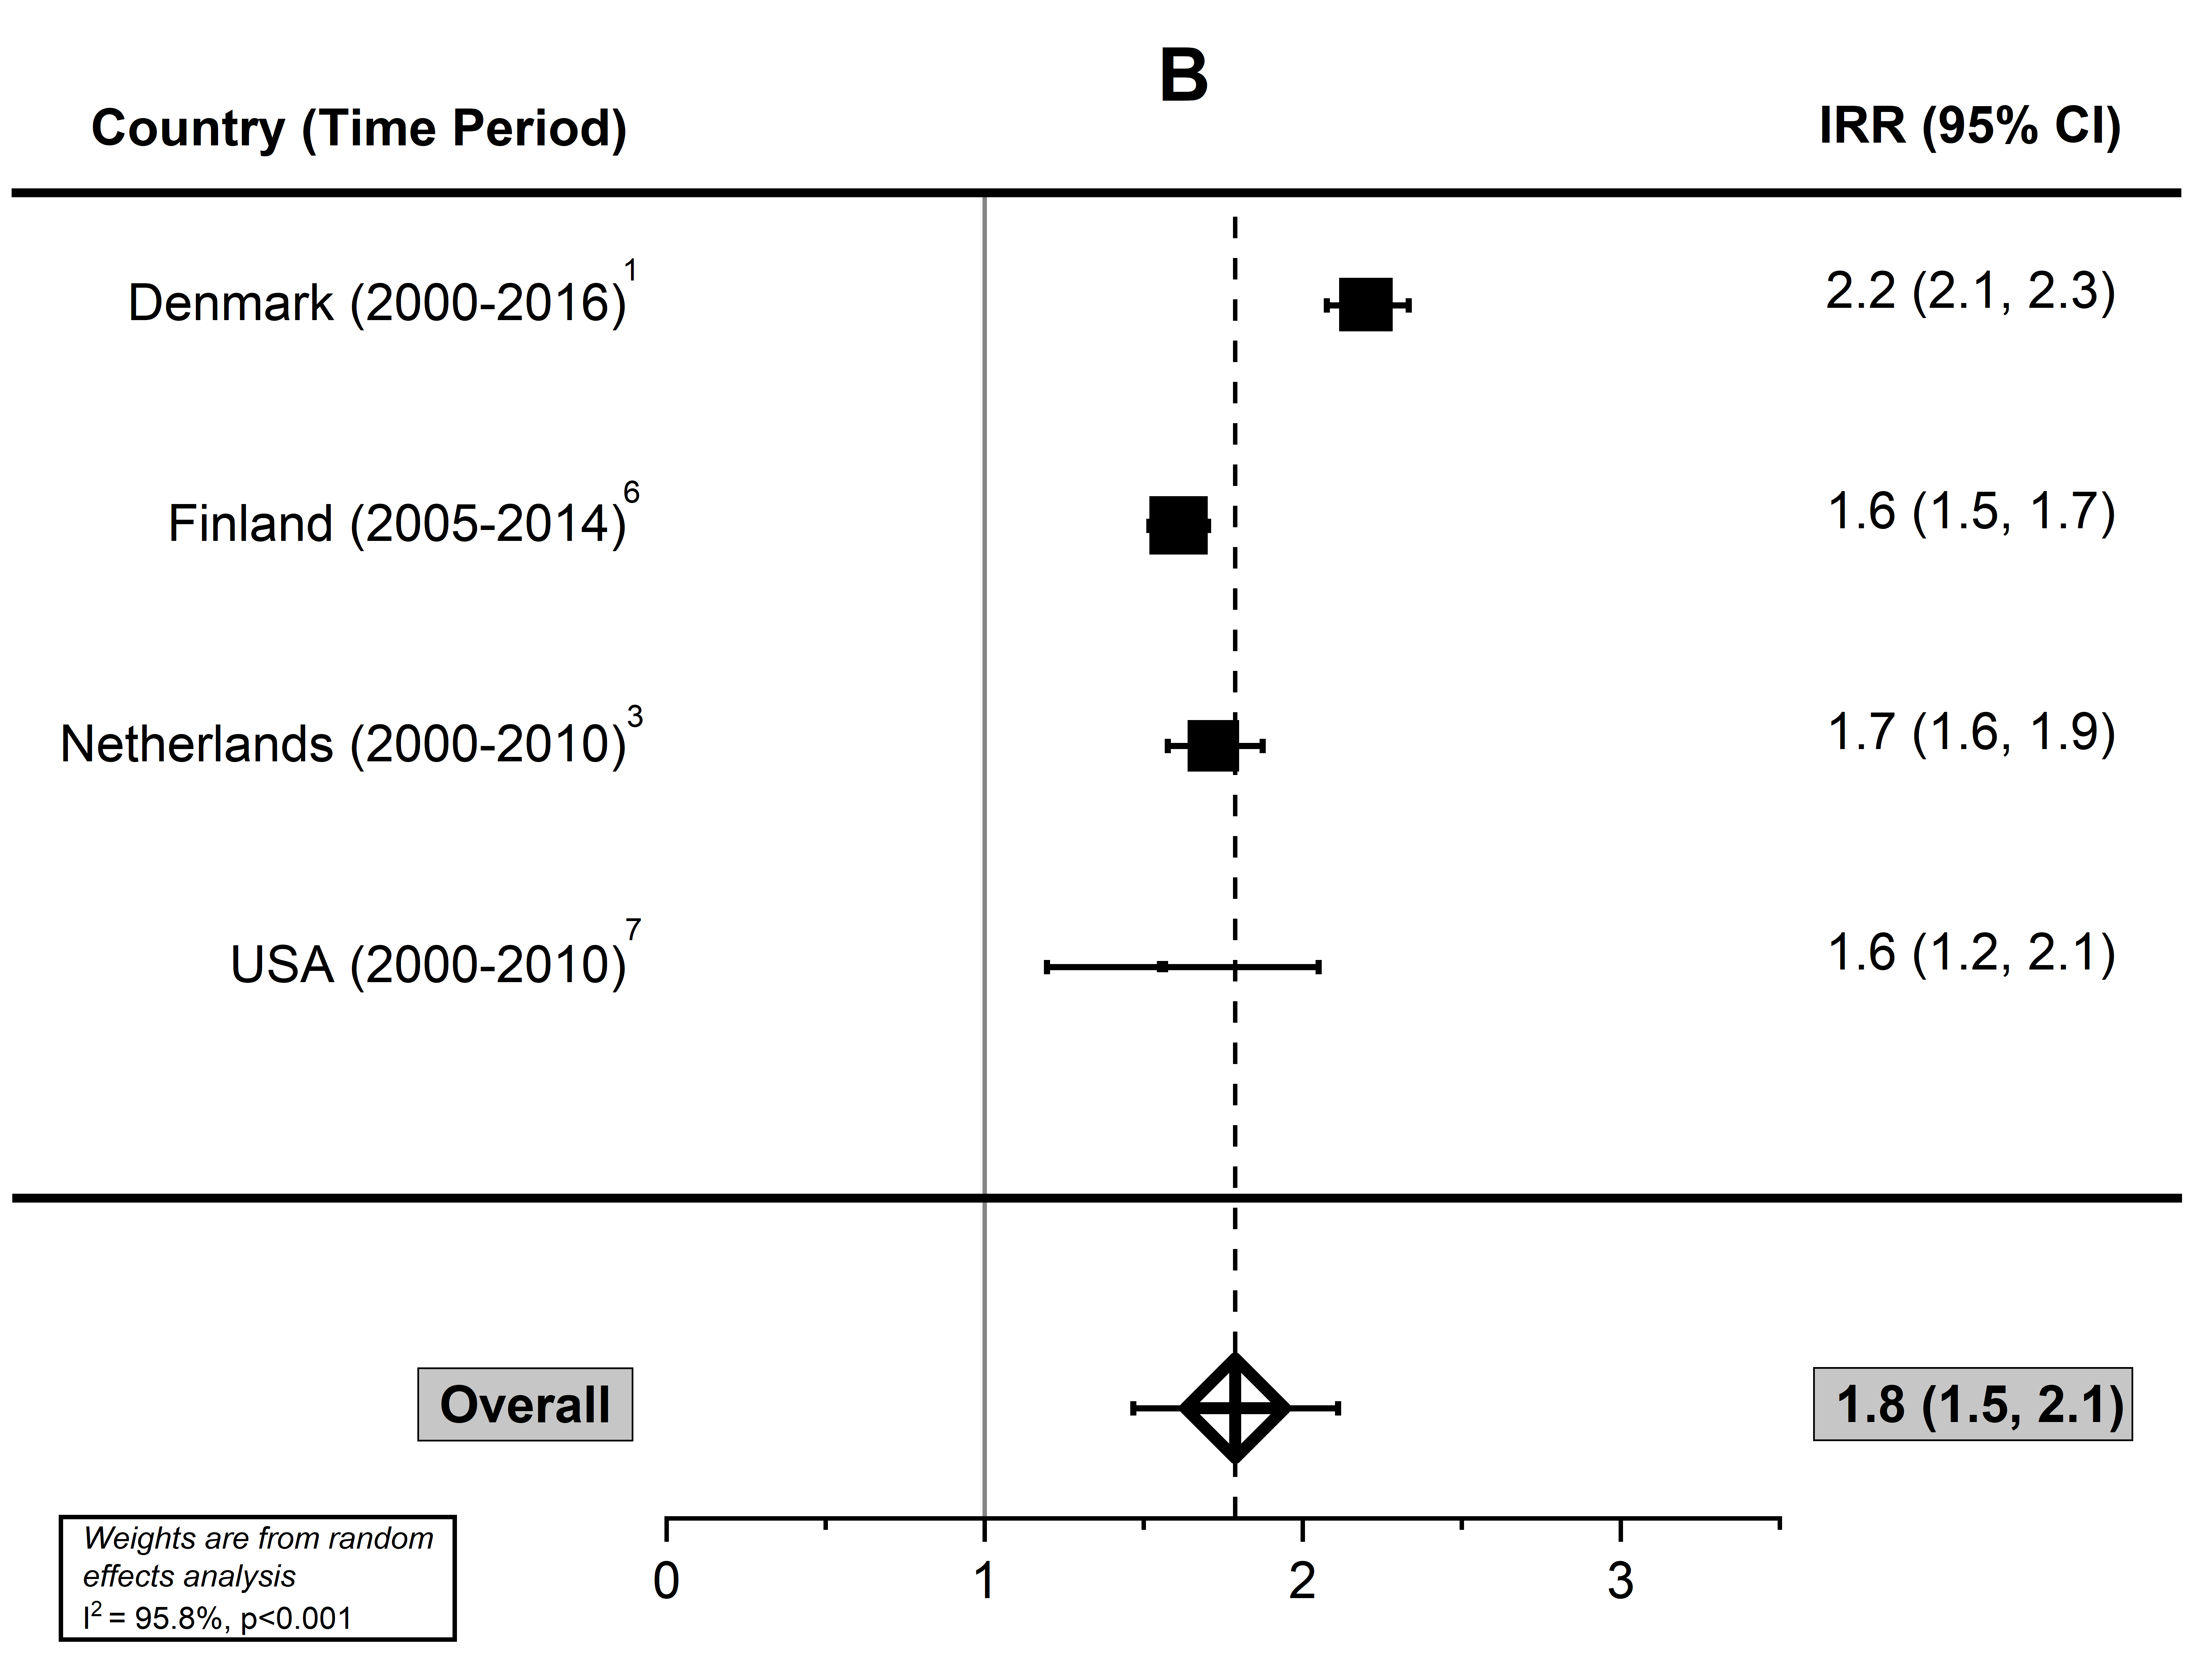 B
Country (Time Period) IRR (95% CI)
Denmark (2000-2016)¹ 2.2 (2.1, 2.3)
Finland (2005-2014)⁶ 1.6 (1.5, 1.7)
Netherlands (2000-2010)³ 1.7 (1.6, 1.9)
USA (2000-2010)⁷ 1.6 (1.2, 2.1)
Overall 1.8 (1.5, 2.1)
0 1 2 3
Weights are from random
effects analysis
I² = 95.8%, p<0.001